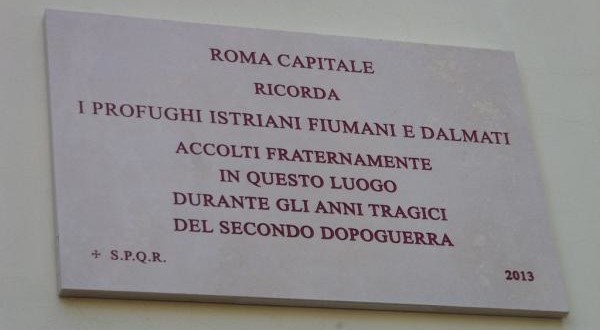 ROMA CAPITALE
RICORDA
I PROFUGHI ISTRIANI FIUMANI E DALMATI
ACCOLTI FRATERNAMENTE
IN QUESTO LUOGO
DURANTE GLI ANNI TRAGICI
DEL SECONDO DOPOGUERRA
✢ S.P.Q.R.
2013